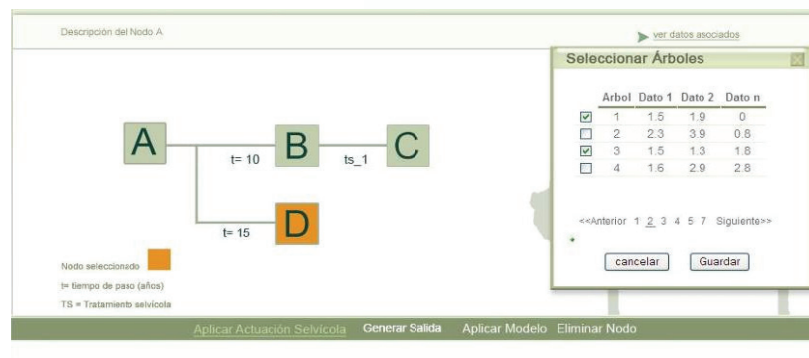 Descripción del Nodo A
ver datos asociados
Seleccionar Árboles
Arbol Dato 1 Dato 2 Dato n
1 1.5 1.9 0
2 2.3 3.9 0.8
3 1.5 1.3 1.8
4 1.6 2.9 2.8
<<Anterior 1 2 3 4 5 7 Siguiente>>
cancelar Guardar
A
t= 10
B
ts_1
C
t= 15
D
Nodo seleccionado
t= tiempo de paso (años)
TS = Tratamiento selvícola
Aplicar Actuación Selvícola Generar Salida Aplicar Modelo Eliminar Nodo